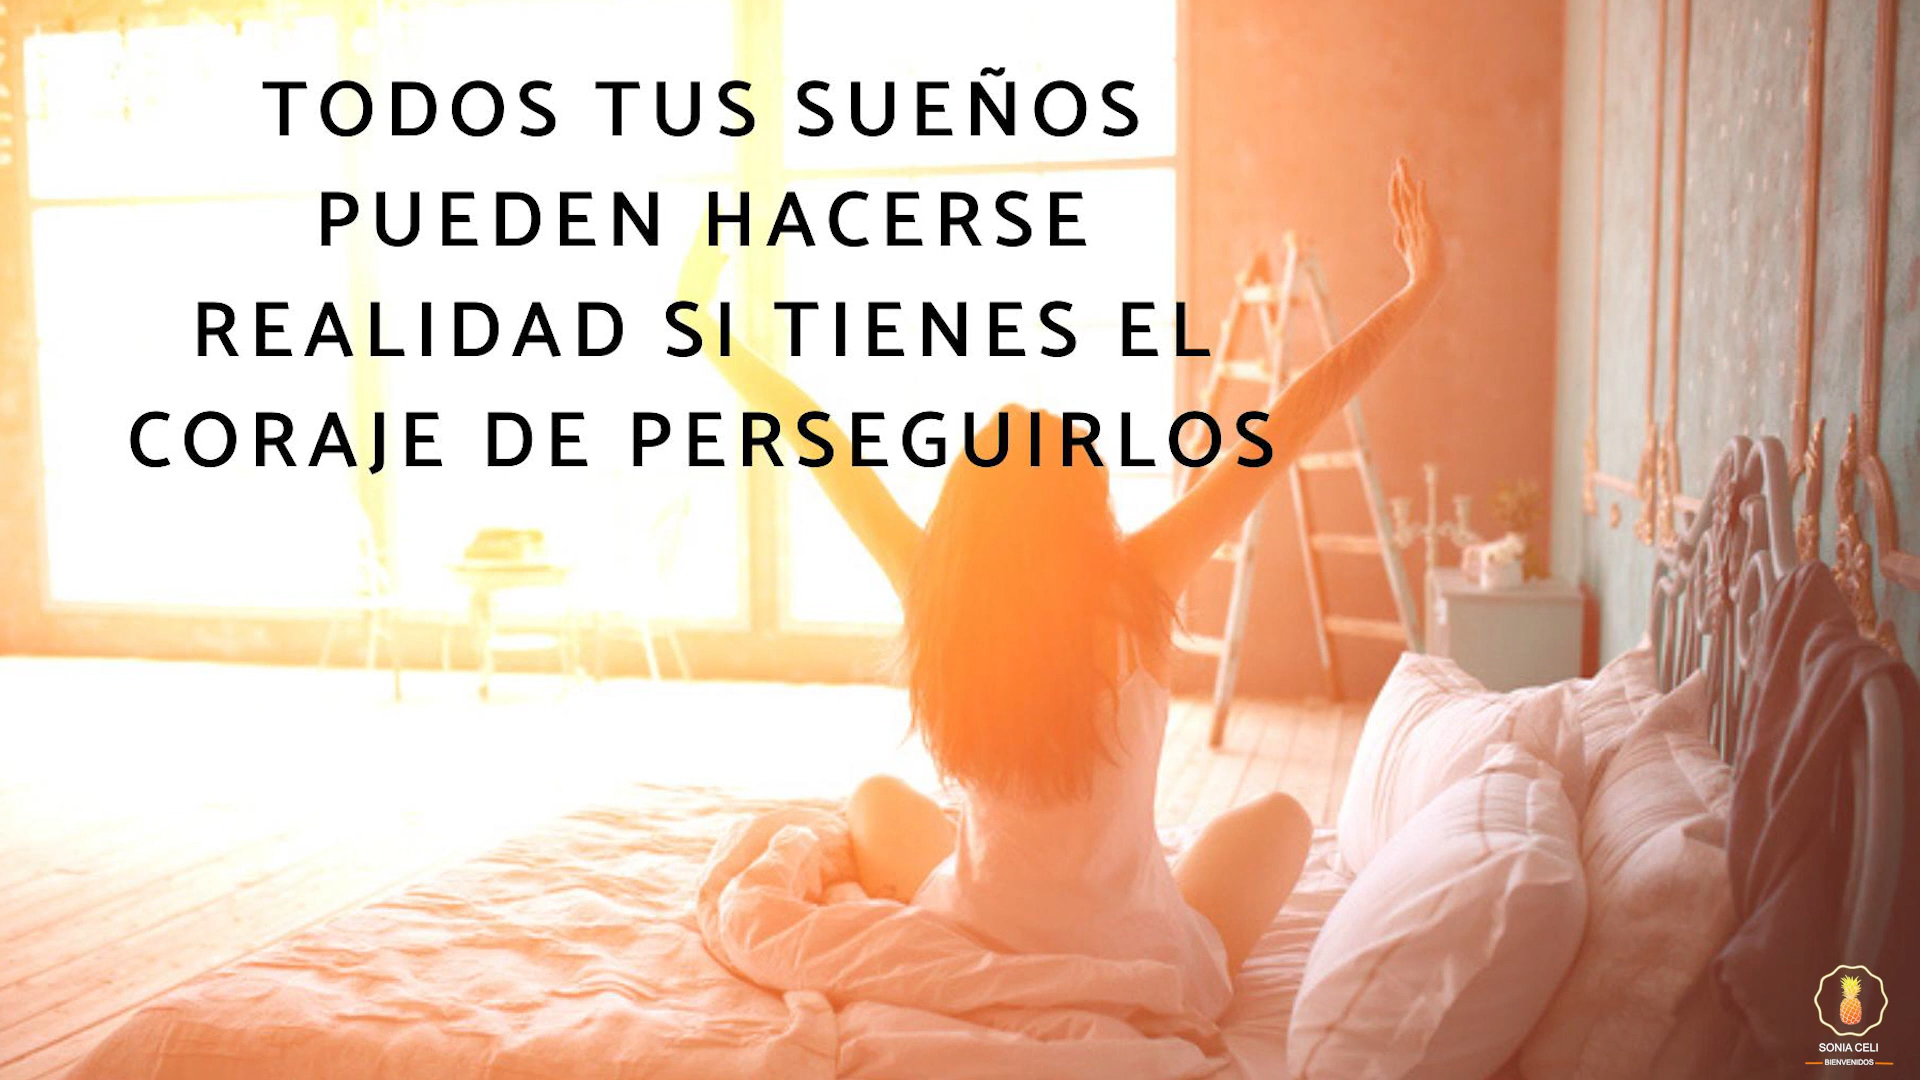 TODOS TUS SUEÑOS
PUEDEN HACERSE
REALIDAD SI TIENES EL
CORAJE DE PERSEGUIRLOS
SONIA CELI
BIENVENIDOS